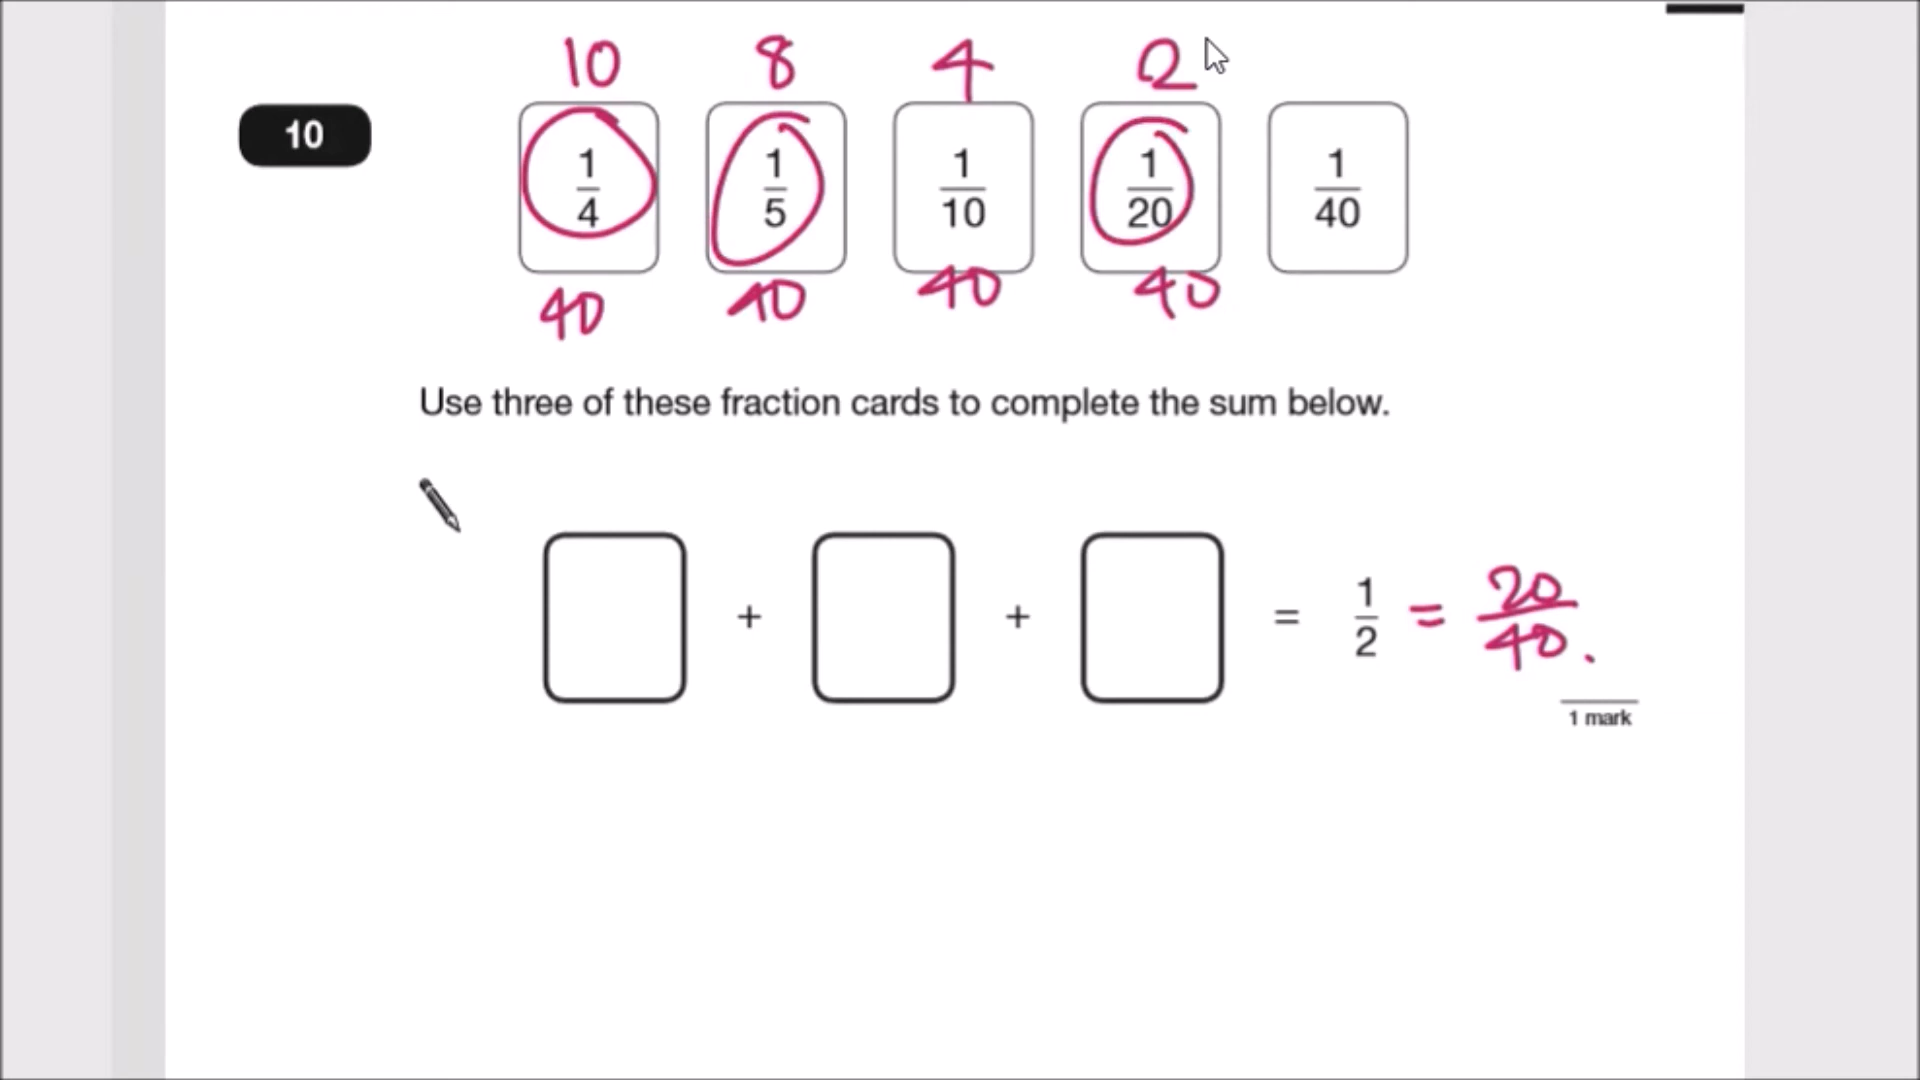 10 8 4 2
10
1/4 1/5 1/10 1/20 1/40
40 40 40 40
Use three of these fraction cards to complete the sum below.
+ + = 1/2 = 20/40.
1 mark